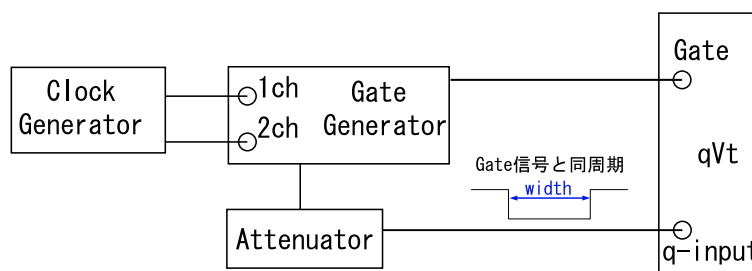 Clock
Generator
1ch
2ch
Gate
Generator
Attenuator
Gate信号と同周期
width
Gate
qVt
q-input